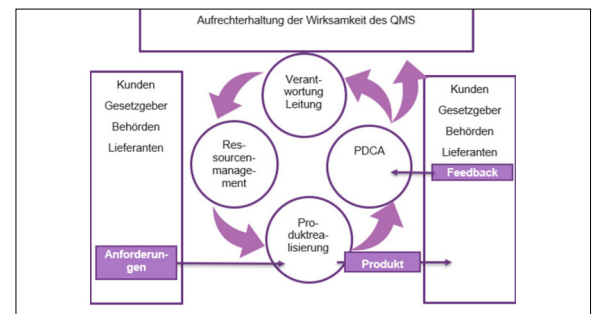 Aufrechterhaltung der Wirksamkeit des QMS
Kunden
Gesetzgeber
Behörden
Lieferanten
Anforderun-
gen
Verant-
wortung
Leitung
Res-
sourcen-
manage-
ment
PDCA
Pro-
duktrea-
lisierung
Produkt
Kunden
Gesetzgeber
Behörden
Lieferanten
Feedback